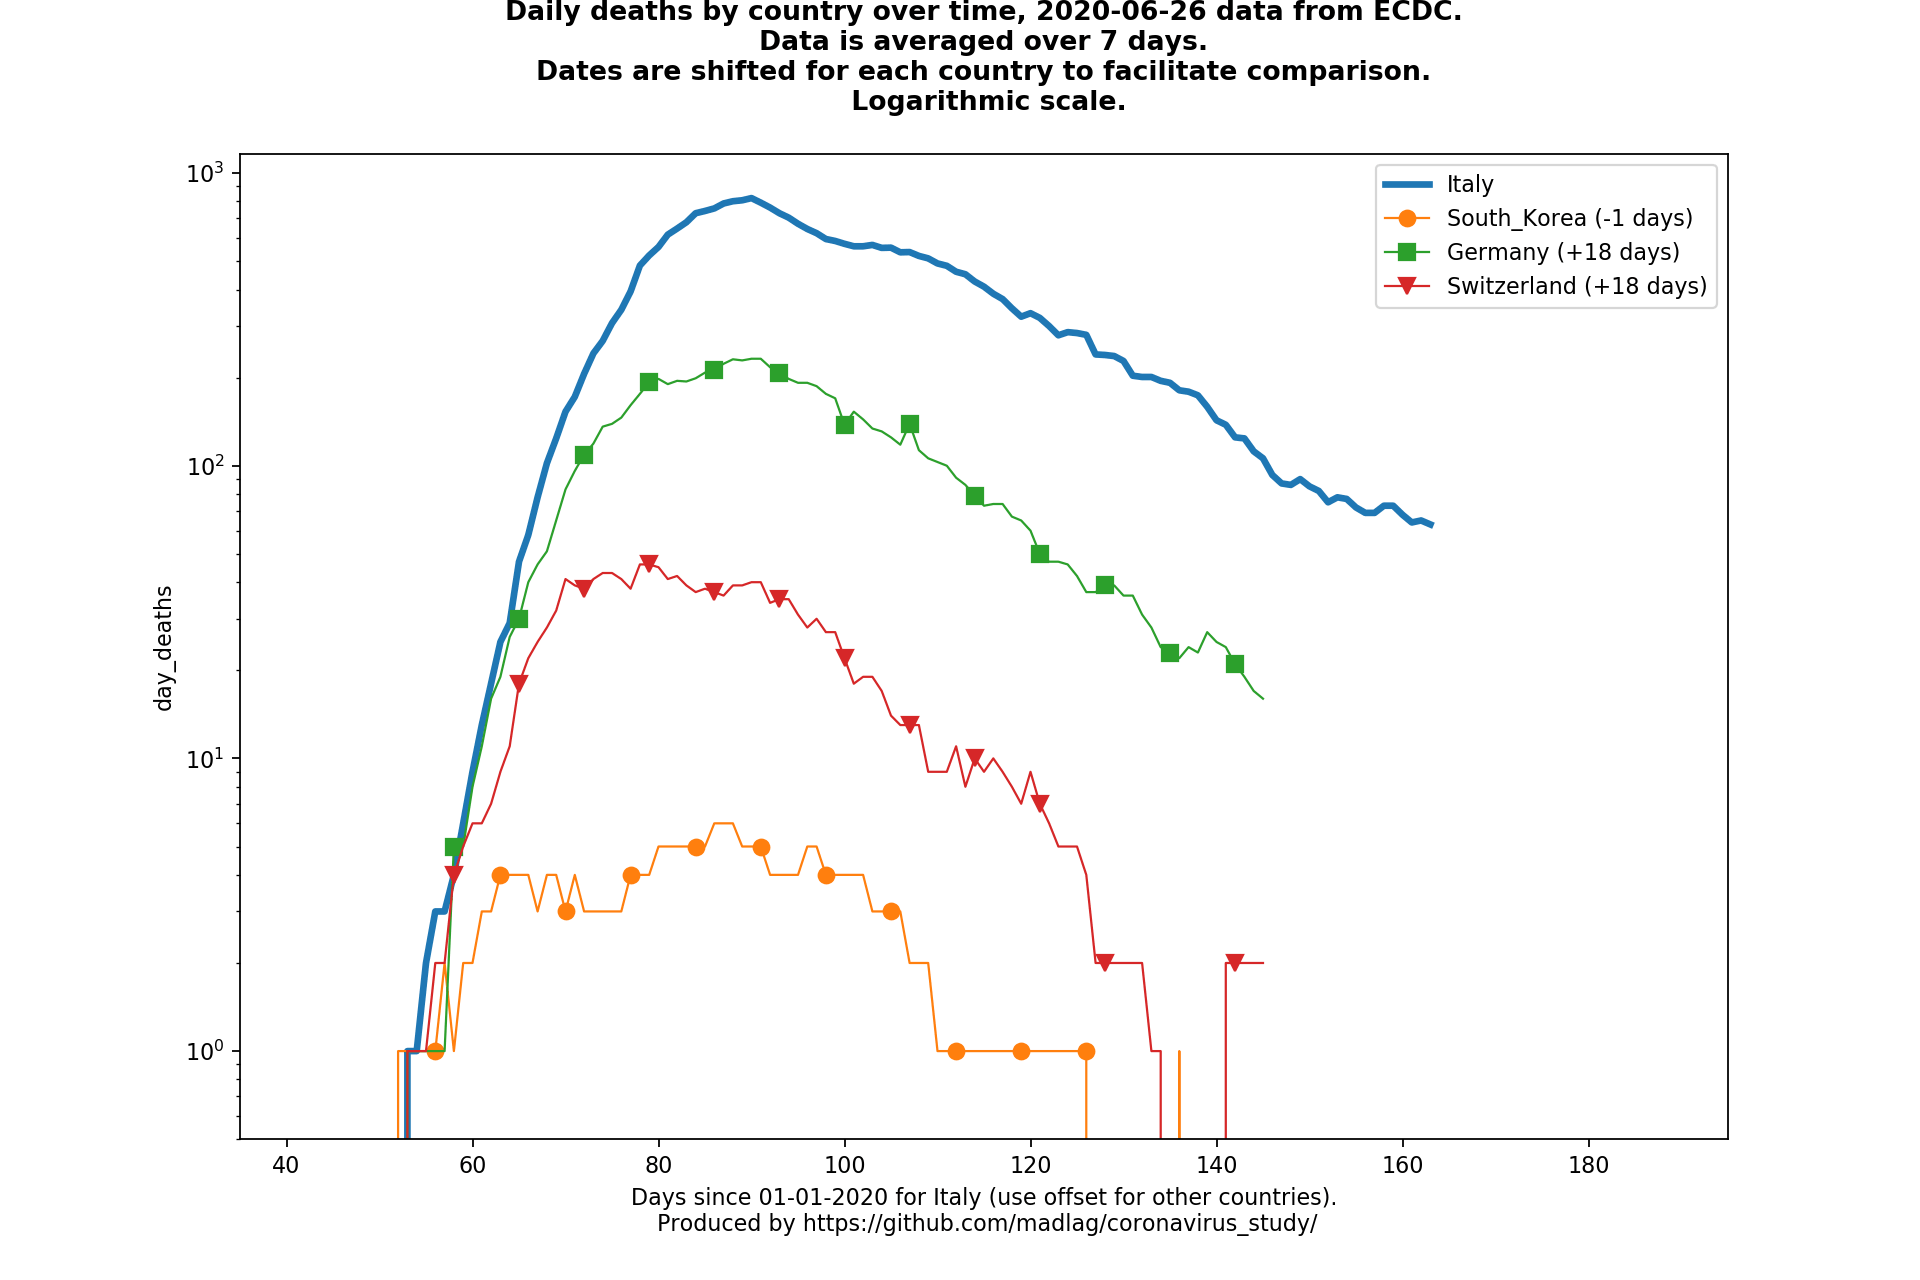 Daily deaths by country over time, 2020-06-26 data from ECDC.
Data is averaged over 7 days.
Dates are shifted for each country to facilitate comparison.
Logarithmic scale.
10³
Italy
South_Korea (-1 days)
Germany (+18 days)
Switzerland (+18 days)
10²
day_deaths
10¹
10⁰
40 60 80 100 120 140 160 180
Days since 01-01-2020 for Italy (use offset for other countries).
Produced by https://github.com/madlag/coronavirus_study/